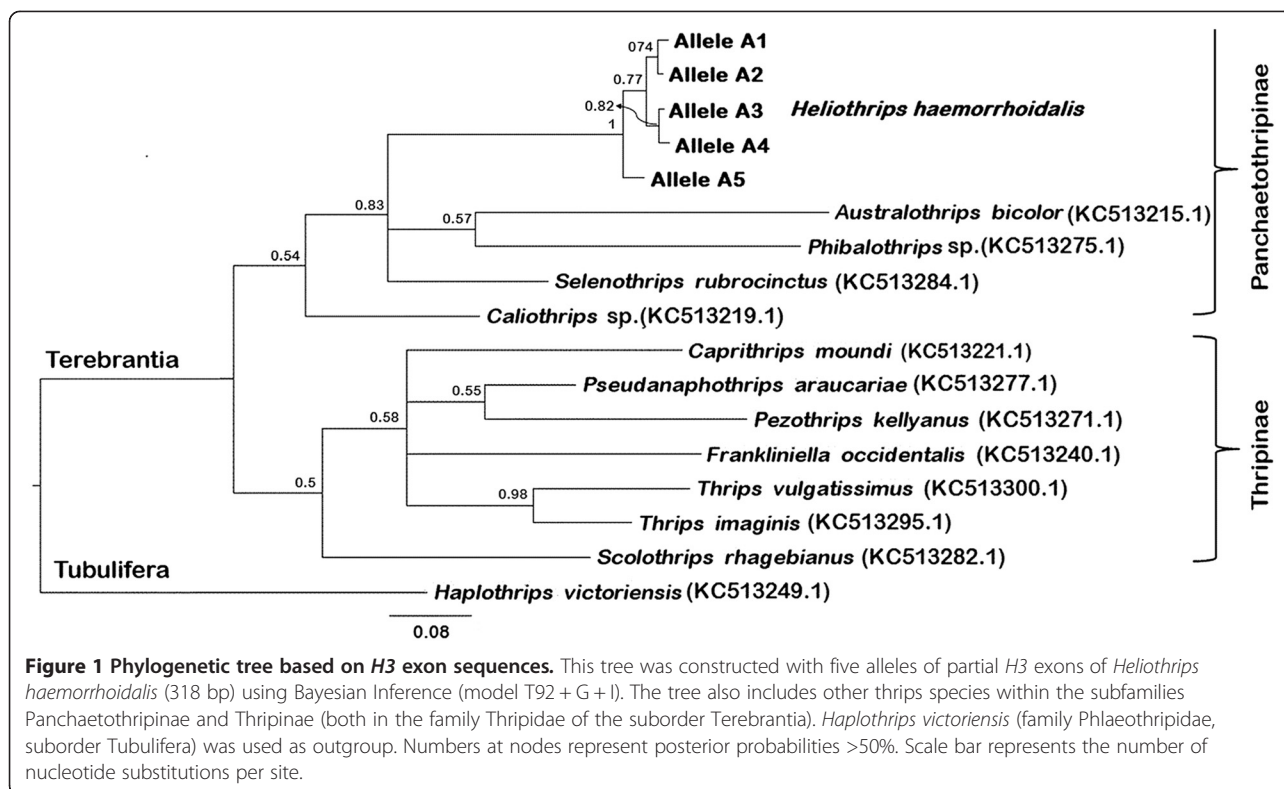 074
Allele A1
Allele A2
0.77
0.82
Allele A3
Heliothrips haemorrhoidalis
1
Allele A4
Allele A5
0.83
0.57
Australothrips bicolor (KC513215.1)
Phibalothrips sp.(KC513275.1)
0.54
Selenothrips rubrocinctus (KC513284.1)
Caliothrips sp.(KC513219.1)
Panchaetothripinae
Terebrantia
Caprithrips moundi (KC513221.1)
0.55
Pseudanaphothrips araucariae (KC513277.1)
0.58
Pezothrips kellyanus (KC513271.1)
Frankliniella occidentalis (KC513240.1)
0.5
0.98
Thrips vulgatissimus (KC513300.1)
Thrips imaginis (KC513295.1)
Scolothrips rhagebianus (KC513282.1)
Thripinae
Tubulifera
Haplothrips victoriensis (KC513249.1)
0.08
Figure 1 Phylogenetic tree based on H3 exon sequences. This tree was constructed with five alleles of partial H3 exons of Heliothrips
haemorrhoidalis (318 bp) using Bayesian Inference (model T92 + G + I). The tree also includes other thrips species within the subfamilies
Panchaetothripinae and Thripinae (both in the family Thripidae of the suborder Terebrantia). Haplothrips victoriensis (family Phlaeothripidae,
suborder Tubulifera) was used as outgroup. Numbers at nodes represent posterior probabilities >50%. Scale bar represents the number of
nucleotide substitutions per site.